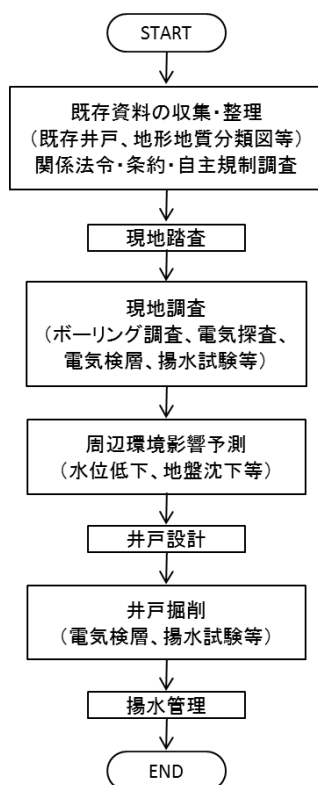 START
既存資料の収集・整理
(既存井戸、地形地質分類図等)
関係法令・条約・自主規制調査
現地踏査
現地調査
(ボーリング調査、電気探査、
電気検層、揚水試験等)
周辺環境影響予測
(水位低下、地盤沈下等)
井戸設計
井戸掘削
(電気検層、揚水試験等)
揚水管理
END